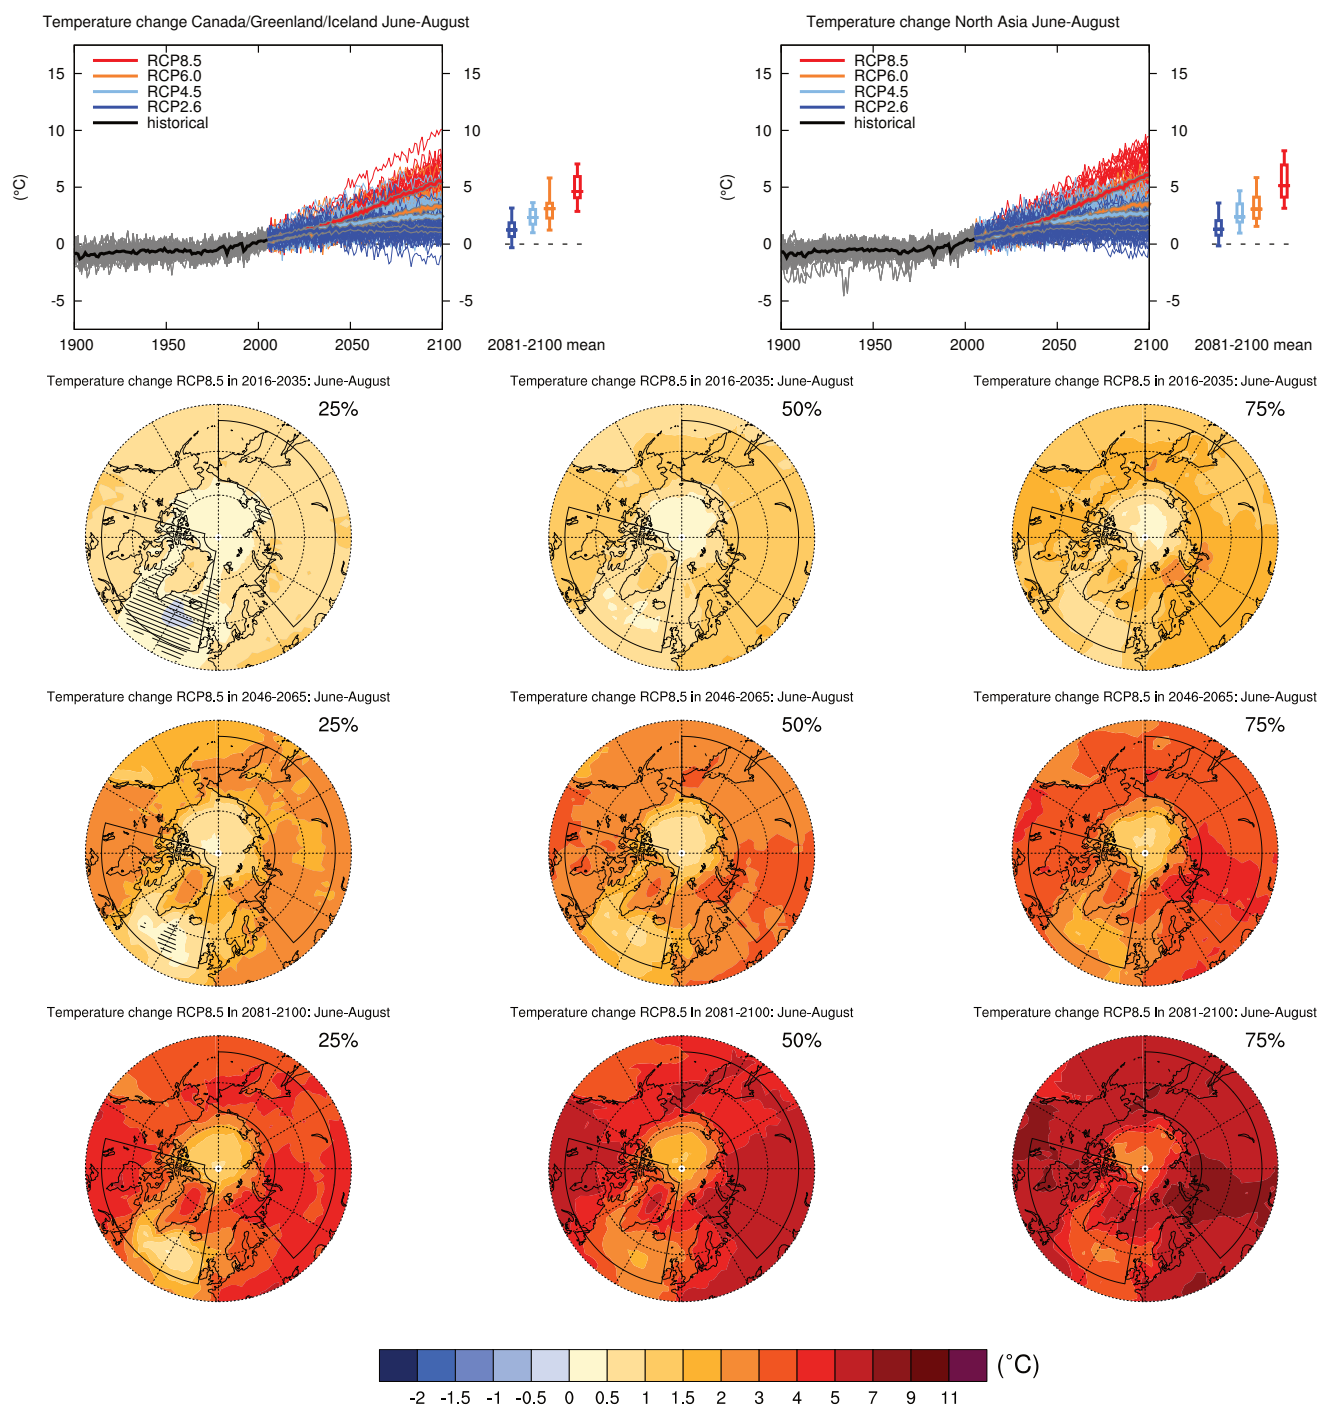 Temperature change Canada/Greenland/Iceland June-August
Temperature change North Asia June-August
(°C)
15
10
5
0
-5
RCP8.5
RCP6.0
RCP4.5
RCP2.6
historical
15
10
5
0
-5
1900 1950 2000 2050 2100
2081-2100 mean
(°C)
RCP8.5
RCP6.0
RCP4.5
RCP2.6
historical
15
10
5
0
-5
1900 1950 2000 2050 2100
2081-2100 mean
Temperature change RCP8.5 in 2016-2035: June-August
25%
Temperature change RCP8.5 in 2016-2035: June-August
50%
Temperature change RCP8.5 in 2016-2035: June-August
75%
Temperature change RCP8.5 in 2046-2065: June-August
25%
Temperature change RCP8.5 in 2046-2065: June-August
50%
Temperature change RCP8.5 in 2046-2065: June-August
75%
Temperature change RCP8.5 in 2081-2100: June-August
25%
Temperature change RCP8.5 in 2081-2100: June-August
50%
Temperature change RCP8.5 in 2081-2100: June-August
75%
(°C)
-2 -1.5 -1 -0.5 0 0.5 1 1.5 2 3 4 5 7 9 11